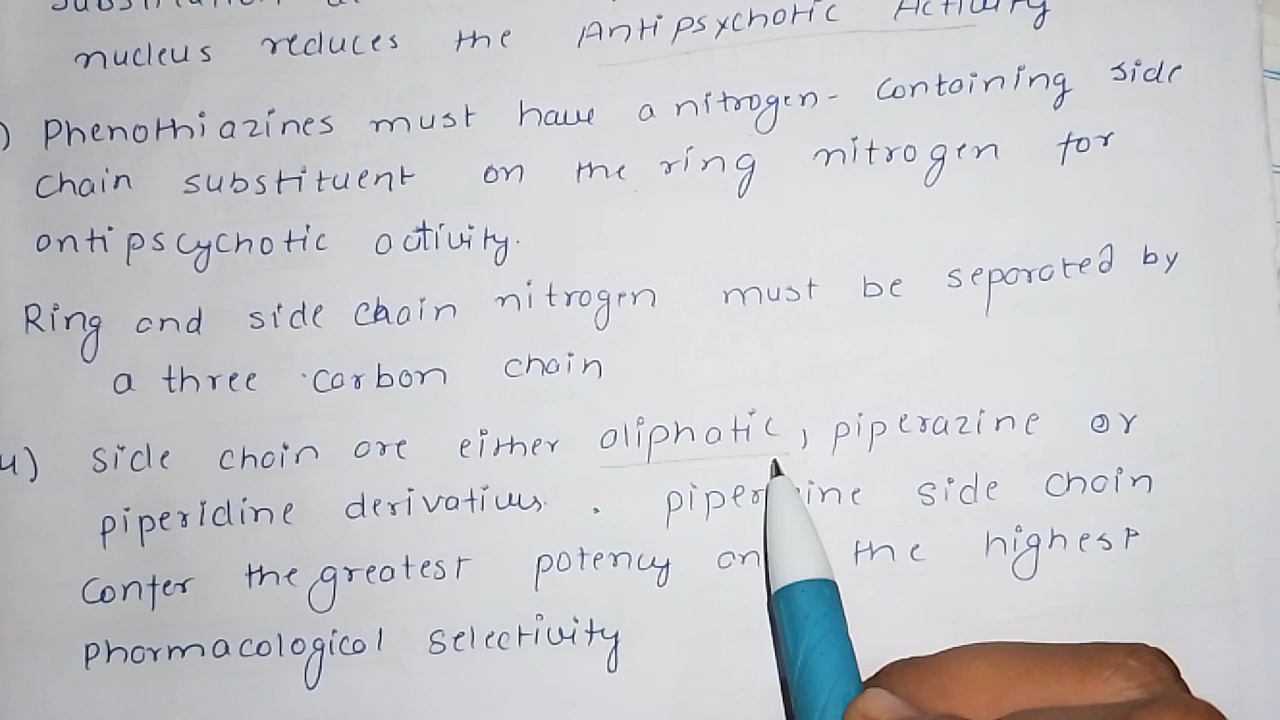 nucleus reduces the Antipsychotic Activity
) Phenothiazines must have a nitrogen- containing side
chain substituent on the ring nitrogen for
antipscychotic activity.
Ring and side chain nitrogen must be separated by
a three carbon chain
4) side chain are either aliphatic, piperazine or
piperidine derivatives. side chain
confer the greatest potency the highest
pharmacological selectivity